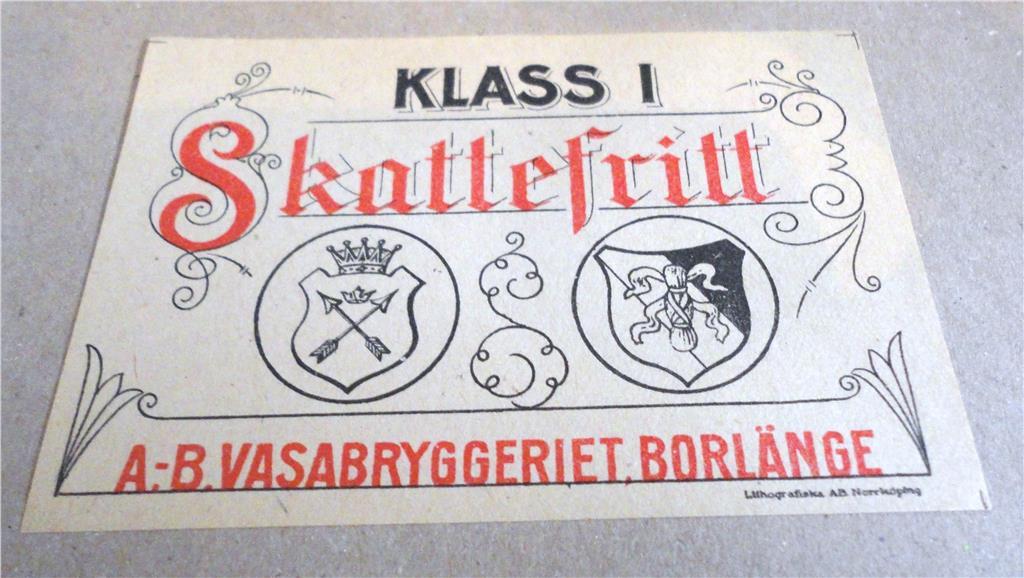 KLASS I
Skattefritt
A.-B. VASABRYGGERIET, BORLÄNGE
Lithografiska AB. Norrköping